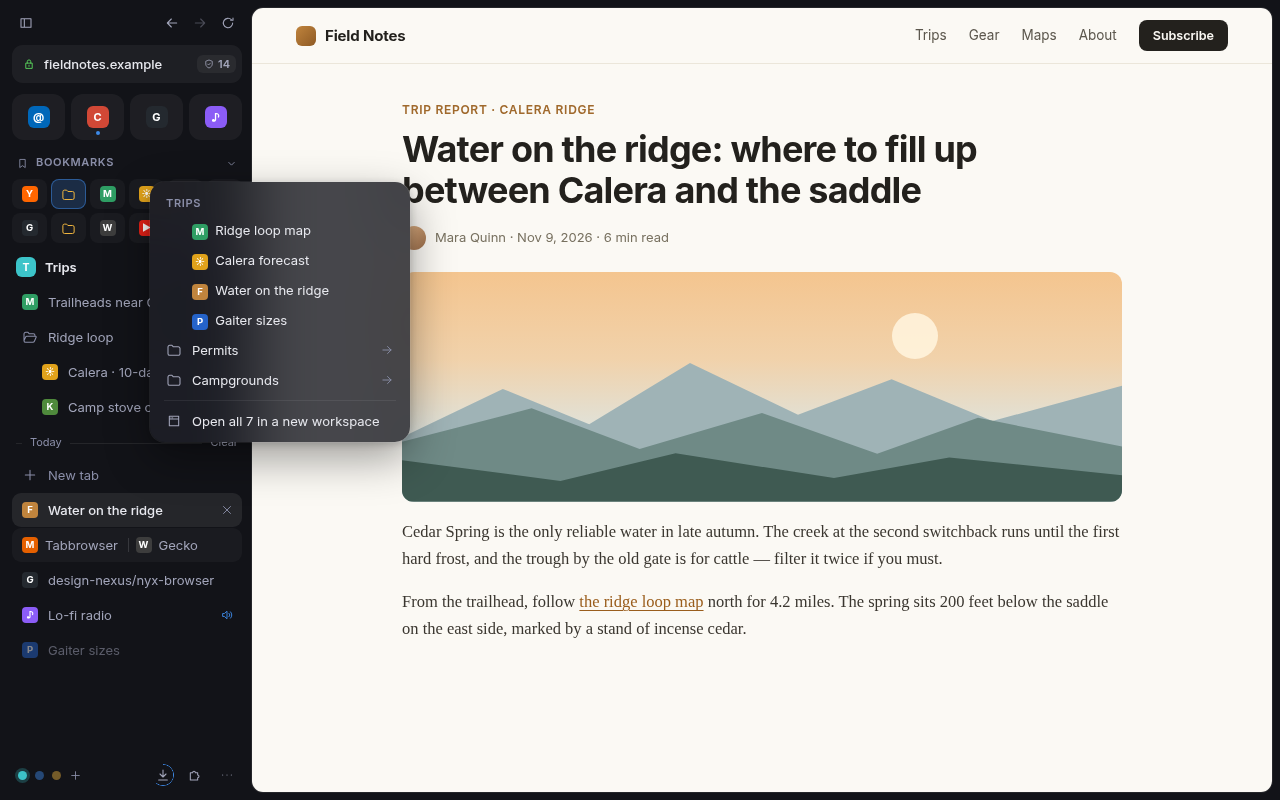 fieldnotes.example
14
@
C
G
BOOKMARKS
Y
M
G
W
T
Trips
M
Trailheads near
Ridge loop
Calera · 10-da
K
Camp stove
Today
Clear
New tab
F
Water on the ridge
M
Tabbrowser
W
Gecko
G
design-nexus/nyx-browser
Lo-fi radio
P
Gaiter sizes
TRIPS
M
Ridge loop map
Calera forecast
F
Water on the ridge
P
Gaiter sizes
Permits
Campgrounds
Open all 7 in a new workspace
Field Notes
Trips
Gear
Maps
About
Subscribe
TRIP REPORT · CALERA RIDGE
Water on the ridge: where to fill up
between Calera and the saddle
Mara Quinn · Nov 9, 2026 · 6 min read
Cedar Spring is the only reliable water in late autumn. The creek at the second switchback runs until the first
hard frost, and the trough by the old gate is for cattle — filter it twice if you must.
From the trailhead, follow the ridge loop map north for 4.2 miles. The spring sits 200 feet below the saddle
on the east side, marked by a stand of incense cedar.